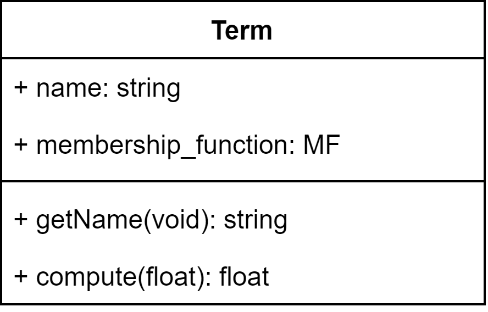 Term
+ name: string
+ membership_function: MF
+ getName(void): string
+ compute(float): float